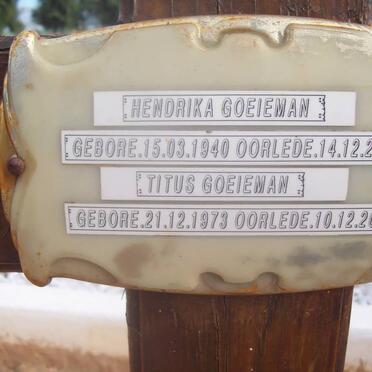 HENDRIKA GOEIEMAN
GEBORE.15.03.1940 OORLEDE.14.12.2
TITUS GOEIEMAN
GEBORE.21.12.1973 OORLEDE.10.12.20